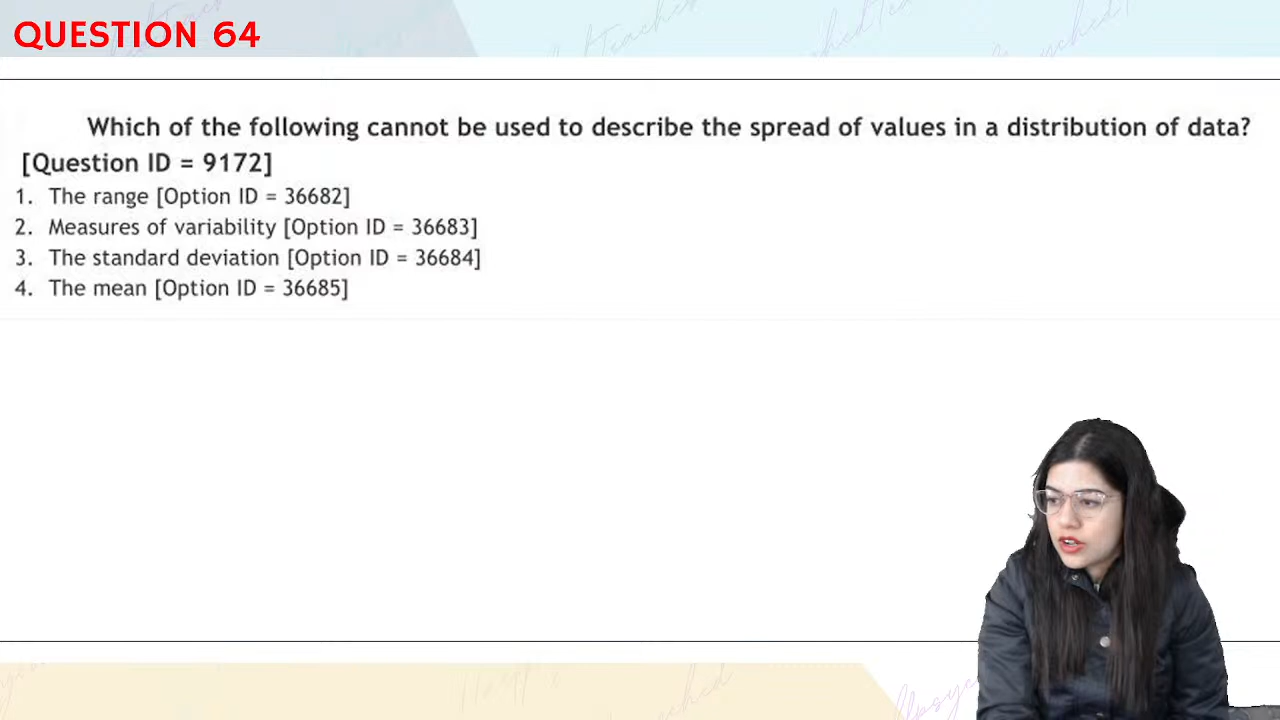 QUESTION 64
Which of the following cannot be used to describe the spread of values in a distribution of data?
[Question ID = 9172]
1. The range [Option ID = 36682]
2. Measures of variability [Option ID = 36683]
3. The standard deviation [Option ID = 36684]
4. The mean [Option ID = 36685]